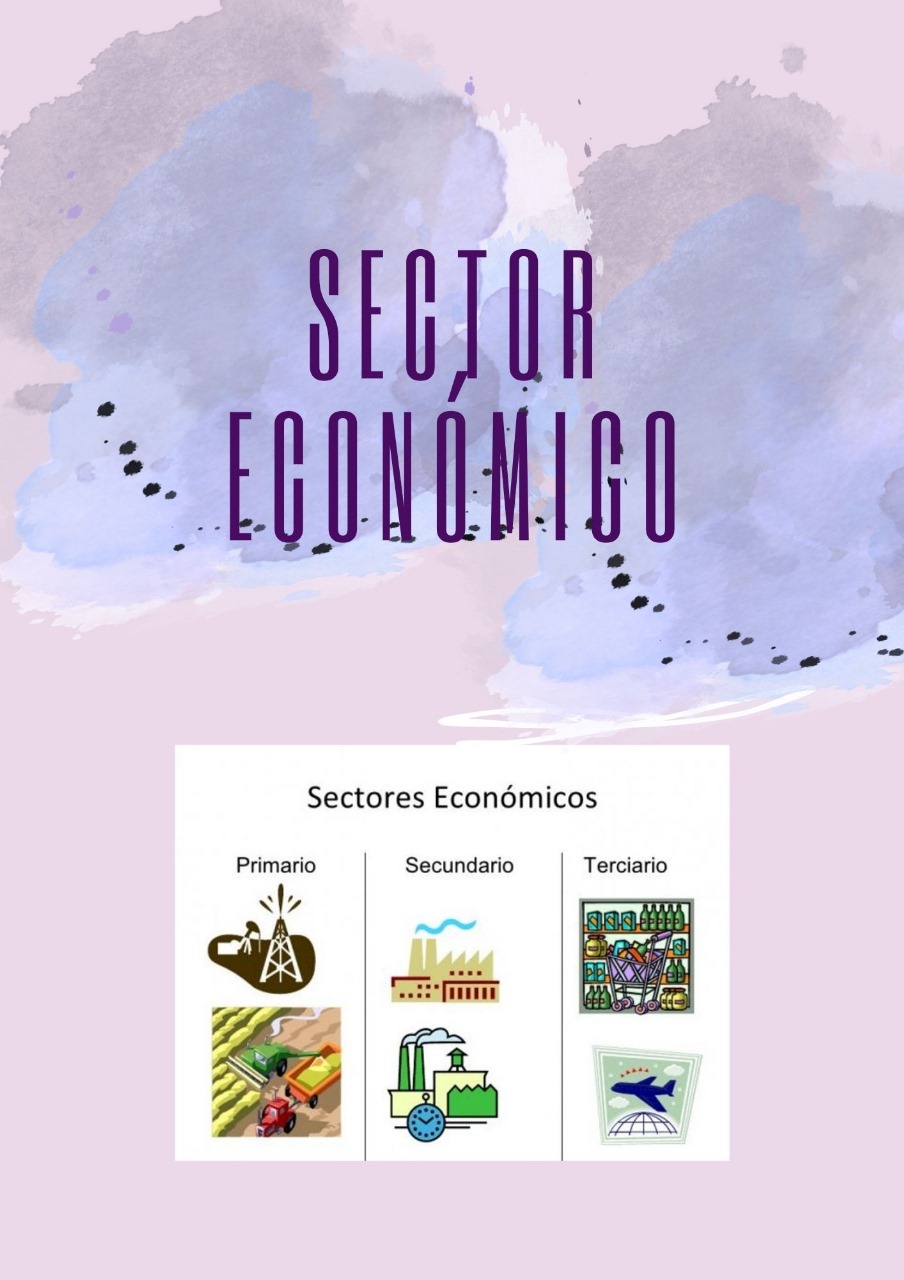 SECTOR
ECONÓMICO
Sectores Económicos
Primario Secundario Terciario